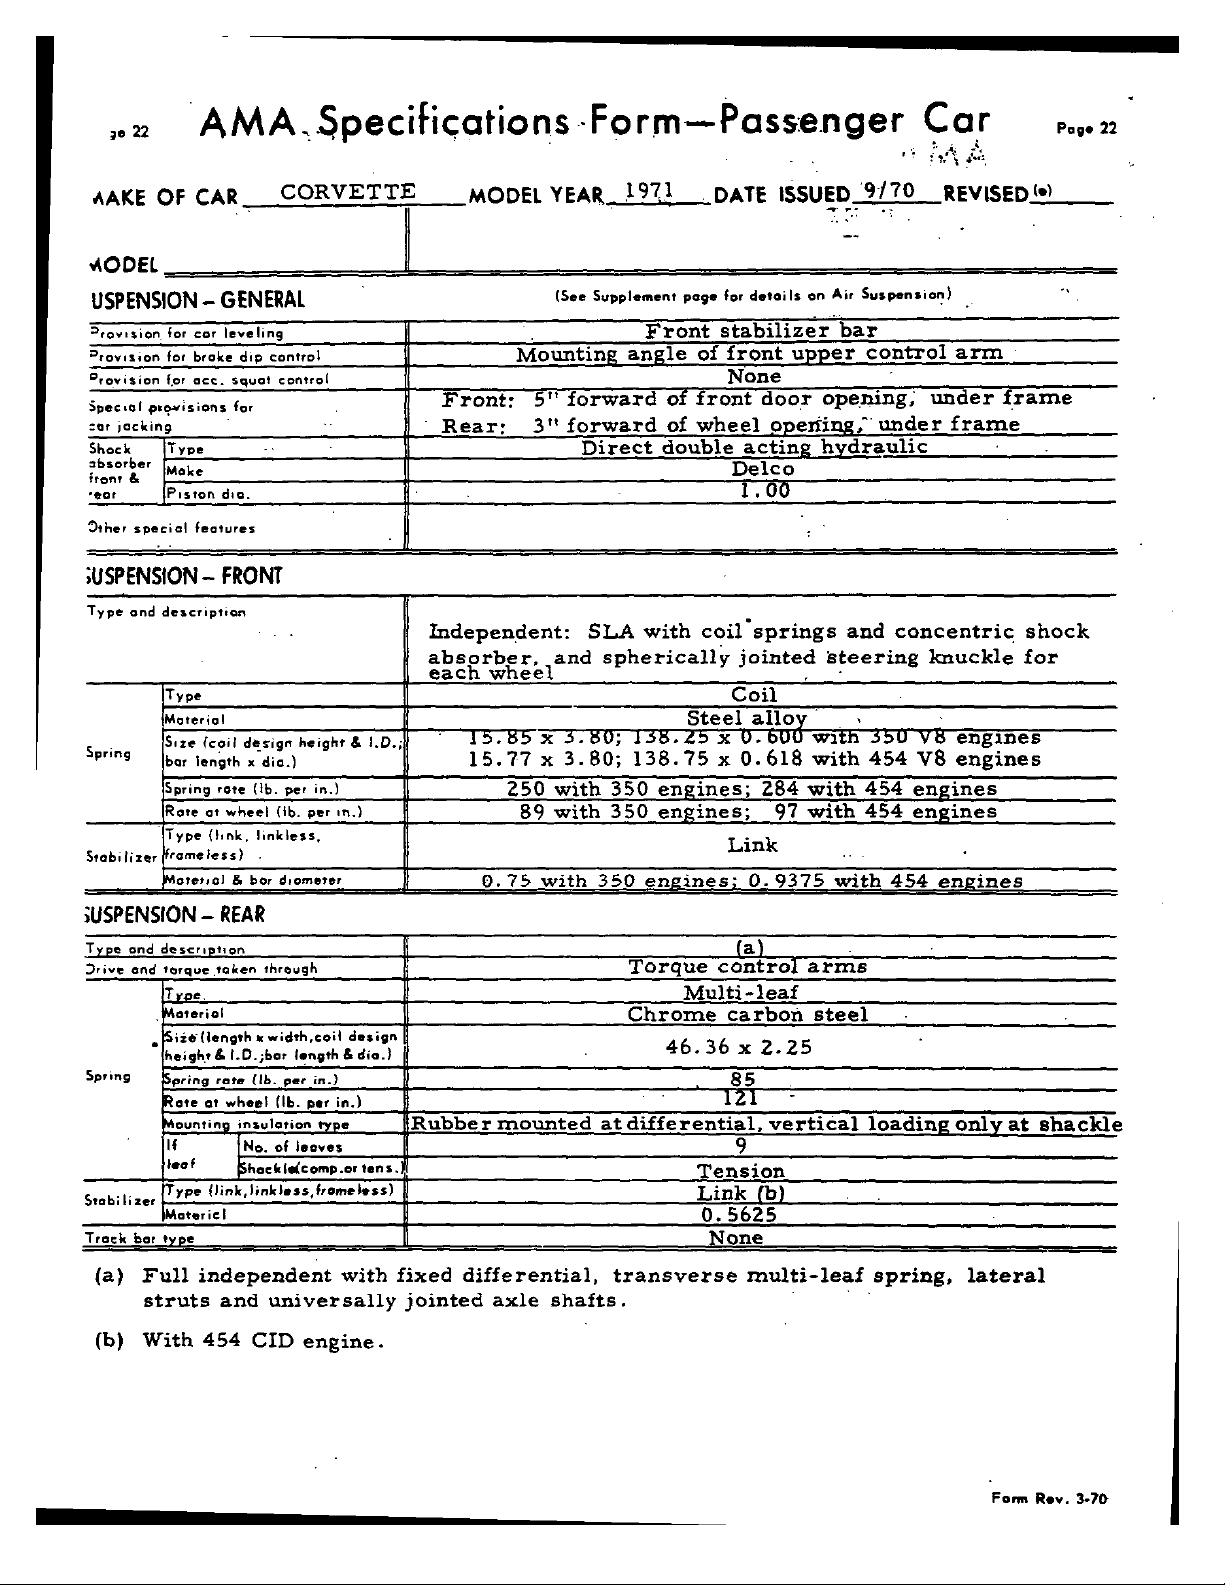 ge 22 AMA Specifications Form—Passenger Car Page 22
MAKE OF CAR CORVETTE MODEL YEAR 1971 DATE ISSUED 9/70 REVISED (•)
MODEL
USPENSION – GENERAL (See Supplement page for details on Air Suspension)
Provision for car leveling Front stabilizer bar
Provision for brake dip control Mounting angle of front upper control arm
Provision for acc. squat control None
Special provisions for Front: 5" forward of front door opening, under frame
car jacking Rear: 3" forward of wheel opening, under frame
Shock Type Direct double acting hydraulic
absorber Make Delco
front &
rear Piston dia. 1.00
Other special features
SUSPENSION – FRONT
Type and description
Independent: SLA with coil springs and concentric shock
absorber, and spherically jointed steering knuckle for
each wheel
Type Coil
Material Steel alloy
Spring Size (coil design height & I.D.; 15.85 x 3.80; 138.25 x 0.600 with 350 V8 engines
bar length x dia.) 15.77 x 3.80; 138.75 x 0.618 with 454 V8 engines
Spring rate (lb. per in.) 250 with 350 engines; 284 with 454 engines
Rate at wheel (lb. per in.) 89 with 350 engines; 97 with 454 engines
Type (link, linkless, Link
Stabilizer frameless)
Material & bar diameter 0.75 with 350 engines; 0.9375 with 454 engines
SUSPENSION – REAR
Type and description (a)
Drive and torque taken through Torque control arms
Type Multi-leaf
Material Chrome carbon steel
Size (length x width, coil design 46.36 x 2.25
height & I.D.; bar length & dia.)
Spring Spring rate (lb. per in.) 85
Rate at wheel (lb. per in.) 121
Mounting insulation type Rubber mounted at differential, vertical loading only at shackle
If No. of leaves 9
leaf Shackle (comp. or tens.) Tension
Stabilizer Type (link, linkless, frameless) Link (b)
Material 0.5625
Track bar type None
(a) Full independent with fixed differential, transverse multi-leaf spring, lateral
struts and universally jointed axle shafts.
(b) With 454 CID engine.
Form Rev. 3-70